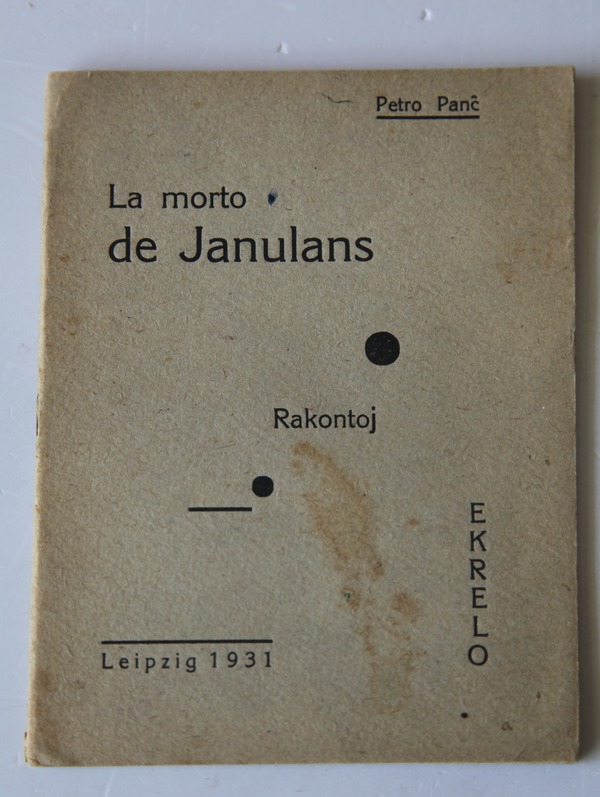 Petro Panĉ
La morto
de Janulans
Rakontoj
EKRELO
Leipzig 1931